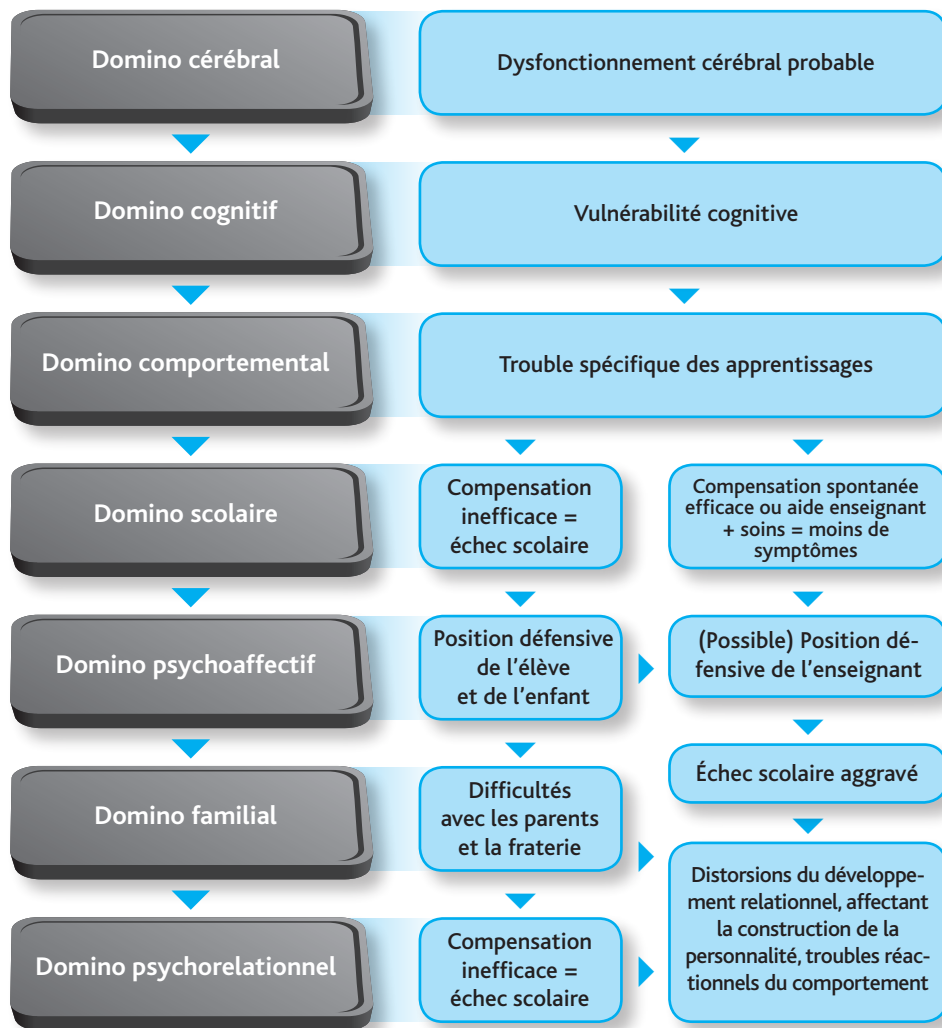 Domino cérébral
Dysfonctionnement cérébral probable
Domino cognitif
Vulnérabilité cognitive
Domino comportemental
Trouble spécifique des apprentissages
Domino scolaire
Compensation
inefficace =
échec scolaire
Compensation spontanée
efficace ou aide enseignant
+ soins = moins de
symptômes
Domino psychoaffectif
Position défensive
de l’élève
et de l’enfant
(Possible) Position dé-
fensive de l’enseignant
Échec scolaire aggravé
Domino familial
Difficultés
avec les parents
et la fraterie
Distorsions du développe-
ment relationnel, affectant
la construction de la
personnalité, troubles réac-
tionnels du comportement
Domino psychorelationnel
Compensation
inefficace =
échec scolaire